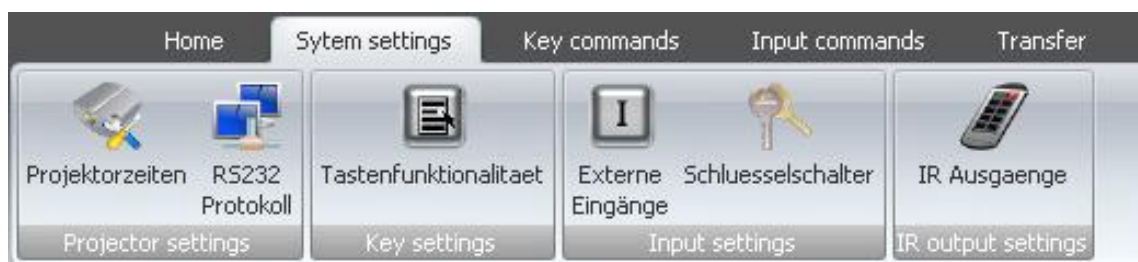 Home Sytem settings Key commands Input commands Transfer
Projektorzeiten RS232 Protokoll Tastenfunktionalitaet Externe Eingänge Schluesselschalter IR Ausgaenge
Projector settings Key settings Input settings IR output settings